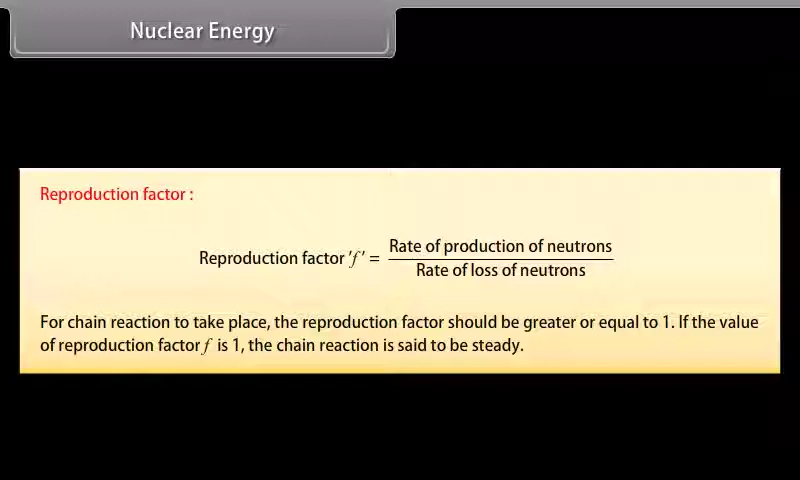 Nuclear Energy
Reproduction factor :
Reproduction factor 'f' = Rate of production of neutrons
Rate of loss of neutrons
For chain reaction to take place, the reproduction factor should be greater or equal to 1. If the value
of reproduction factor f is 1, the chain reaction is said to be steady.